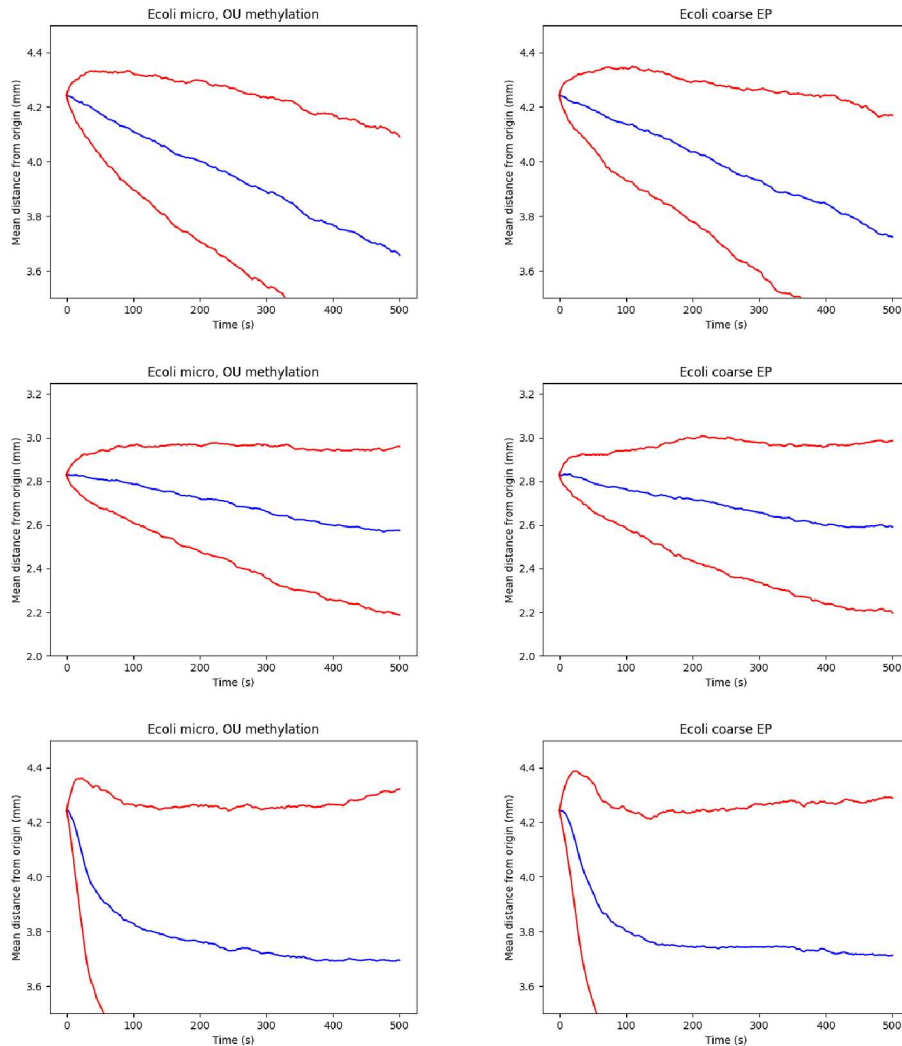 Ecoli micro, OU methylation
Mean distance from origin (mm)
4.4
4.2
4.0
3.8
3.6
0 100 200 300 400 500
Time (s)
Ecoli coarse EP
Mean distance from origin (mm)
4.4
4.2
4.0
3.8
3.6
0 100 200 300 400 500
Time (s)
Ecoli micro, OU methylation
Mean distance from origin (mm)
3.2
3.0
2.8
2.6
2.4
2.2
2.0
0 100 200 300 400 500
Time (s)
Ecoli coarse EP
Mean distance from origin (mm)
3.2
3.0
2.8
2.6
2.4
2.2
2.0
0 100 200 300 400 500
Time (s)
Ecoli micro, OU methylation
Mean distance from origin (mm)
4.4
4.2
4.0
3.8
3.6
0 100 200 300 400 500
Time (s)
Ecoli coarse EP
Mean distance from origin (mm)
4.4
4.2
4.0
3.8
3.6
0 100 200 300 400 500
Time (s)